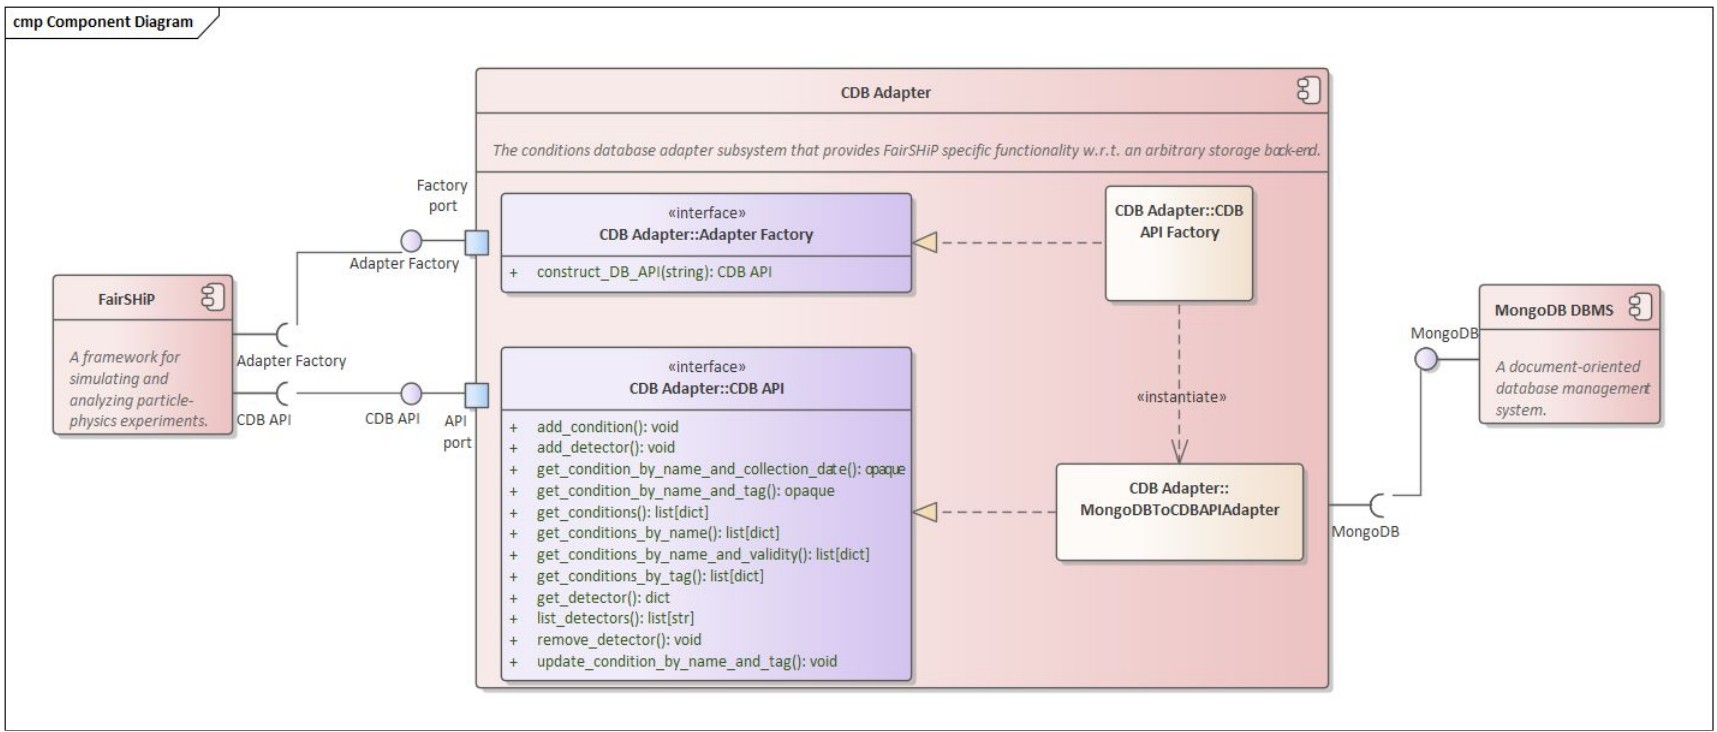 cmp Component Diagram
CDB Adapter
The conditions database adapter subsystem that provides FairSHiP specific functionality w.r.t. an arbitrary storage back-end.
Factory
port
Adapter Factory
«interface»
CDB Adapter::Adapter Factory
+ construct_DB_API(string): CDB API
CDB Adapter::CDB
API Factory
FairSHiP
A framework for
simulating and
analyzing particle-
physics experiments.
Adapter Factory
CDB API
CDB API
API
port
«interface»
CDB Adapter::CDB API
+ add_condition(): void
+ add_detector(): void
+ get_condition_by_name_and_collection_date(): opaque
+ get_condition_by_name_and_tag(): opaque
+ get_conditions(): list[dict]
+ get_conditions_by_name(): list[dict]
+ get_conditions_by_name_and_validity(): list[dict]
+ get_conditions_by_tag(): list[dict]
+ get_detector(): dict
+ list_detectors(): list[str]
+ remove_detector(): void
+ update_condition_by_name_and_tag(): void
«instantiate»
CDB Adapter::
MongoDBToCDBAPIAdapter
MongoDB
MongoDB
MongoDB DBMS
A document-oriented
database management
system.